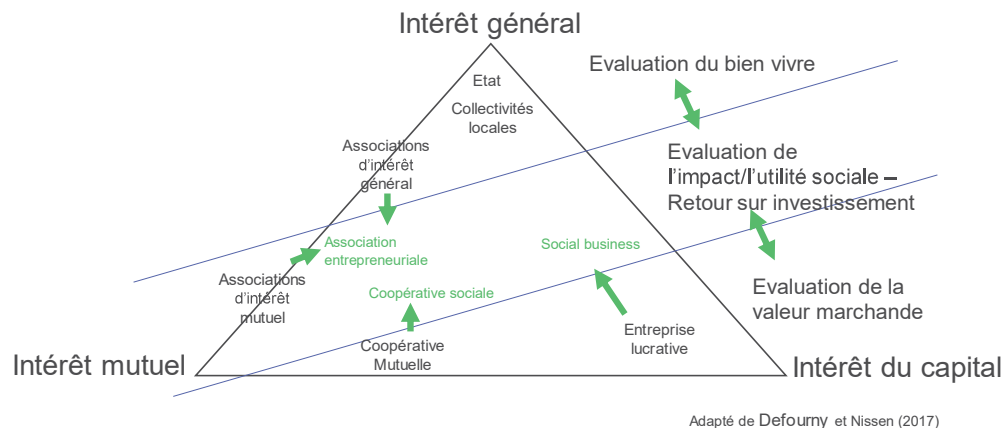 Intérêt général
Evaluation du bien vivre
Etat
Collectivités
locales
Associations
d'intérêt
général
Evaluation de
l'impact/l'utilité sociale –
Retour sur investissement
Association
entrepreneuriale
Social business
Associations
d'intérêt
mutuel
Coopérative sociale
Evaluation de la
valeur marchande
Entreprise
lucrative
Coopérative
Mutuelle
Intérêt mutuel
Intérêt du capital
Adapté de Defourny et Nissen (2017)